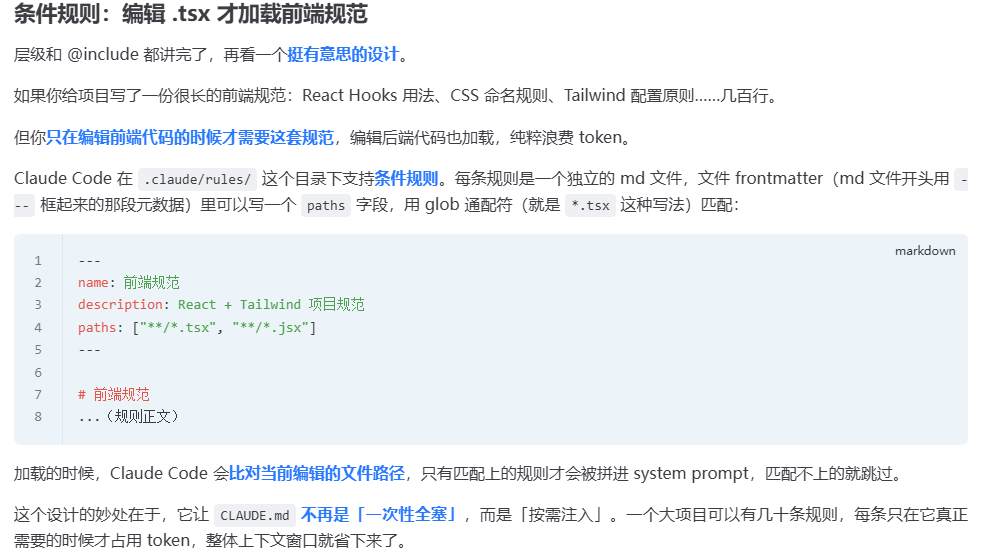 条件规则：编辑 .tsx 才加载前端规范
层级和 @include 都讲完了，再看一个挺有意思的设计。
如果你给项目写了一份很长的前端规范：React Hooks 用法、CSS 命名规则、Tailwind 配置原则……几百行。
但你只在编辑前端代码的时候才需要这套规范，编辑后端代码也加载，纯粹浪费 token。
Claude Code 在 .claude/rules/ 这个目录下支持条件规则。每条规则是一个独立的 md 文件，文件 frontmatter（md 文件开头用 -
-- 框起来的那段元数据）里可以写一个 paths 字段，用 glob 通配符（就是 *.tsx 这种写法）匹配：
markdown
1 ---
2 name: 前端规范
3 description: React + Tailwind 项目规范
4 paths: ["**/*.tsx", "**/*.jsx"]
5 ---
6
7 # 前端规范
8 ...（规则正文）
加载的时候，Claude Code 会比对当前编辑的文件路径，只有匹配上的规则才会被拼进 system prompt，匹配不上的就跳过。
这个设计的妙处在于，它让 CLAUDE.md 不再是「一次性全塞」，而是「按需注入」。一个大项目可以有几十条规则，每条只在它真正
需要的时候才占用 token，整体上下文窗口就省下来了。